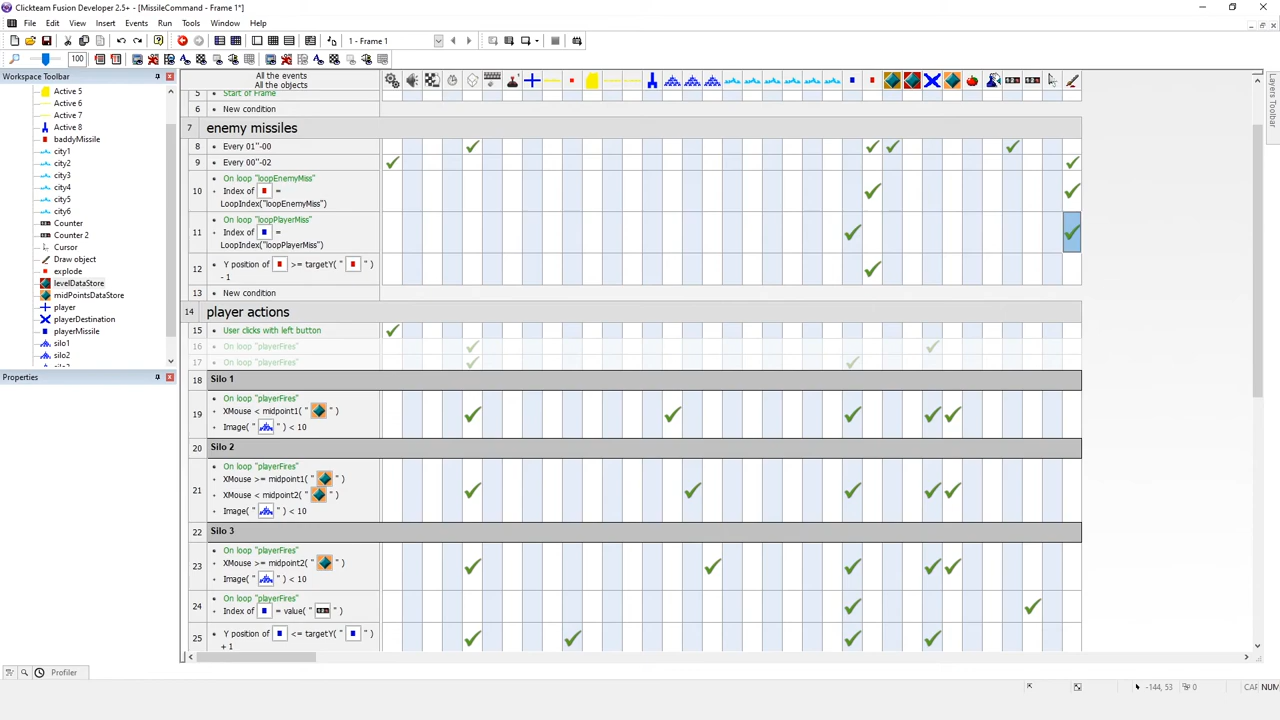 Clickteam Fusion Developer 2.5+ - [MissileCommand - Frame 1*]
File Edit View Insert Events Run Tools Window Help
1 - Frame 1
100
Workspace Toolbar
Active 5
Active 6
Active 7
Active 8
baddyMissile
city1
city2
city3
city4
city5
city6
Counter
Counter 2
Cursor
Draw object
explode
levelDataStore
midPointsDataStore
player
playerDestination
playerMissile
silo1
silo2
Properties
All the events
All the objects
5 Start of Frame
6 New condition
7 enemy missiles
8 Every 01"-00
9 Every 00"-02
10 On loop "loopEnemyMiss"
Index of =
LoopIndex("loopEnemyMiss")
11 On loop "loopPlayerMiss"
Index of =
LoopIndex("loopPlayerMiss")
12 Y position of >= targetY( " " )
- 1
13 New condition
14 player actions
15 User clicks with left button
16 On loop "playerFires"
17 On loop "playerFires"
18 Silo 1
19 On loop "playerFires"
XMouse < midpoint1( " " )
Image( " " ) < 10
20 Silo 2
21 On loop "playerFires"
XMouse >= midpoint1( " " )
XMouse < midpoint2( " " )
Image( " " ) < 10
22 Silo 3
23 On loop "playerFires"
XMouse >= midpoint2( " " )
Image( " " ) < 10
24 On loop "playerFires"
Index of = value( " " )
25 Y position of <= targetY( " " )
+ 1
Layers Toolbar
Profiler
-144, 53 0 CAP NUM